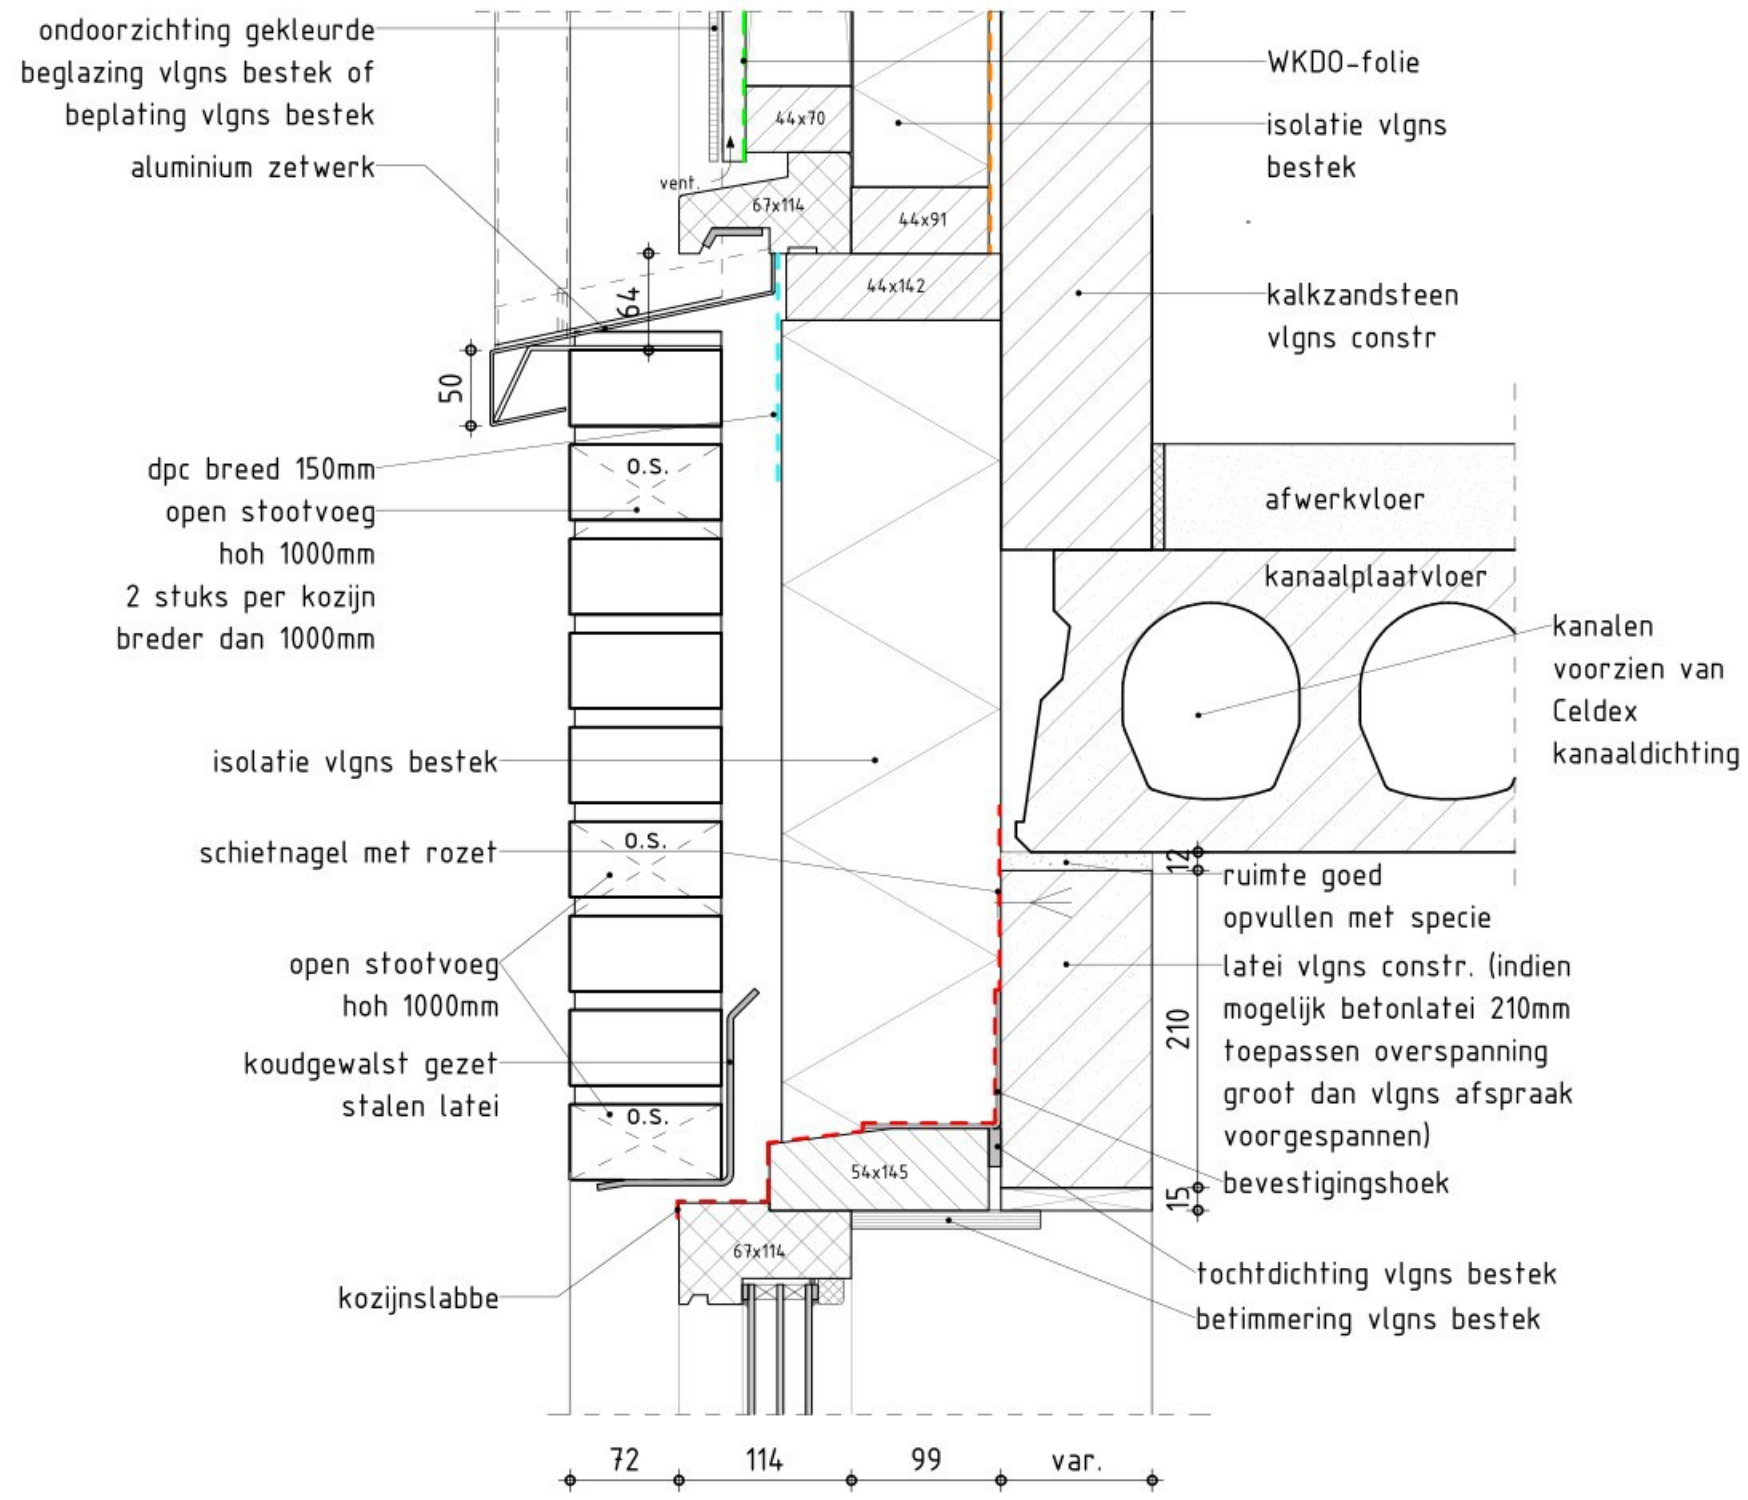 ondoorzichting gekleurde
beglazing vlgns bestek of
beplating vlgns bestek
aluminium zetwerk
WKDO-folie
isolatie vlgns
bestek
44x70
vent.
67x114
44x91
44x142
kalkzandsteen
vlgns constr
64
50
dpc breed 150mm
open stootvoeg
hoh 1000mm
2 stuks per kozijn
breder dan 1000mm
o.s.
afwerkvloer
kanaalplaatvloer
kanalen
voorzien van
Celdex
kanaaldichting
isolatie vlgns bestek
schietnagel met rozet
o.s.
12
ruimte goed
opvullen met specie
latei vlgns constr. (indien
mogelijk betonlatei 210mm
toepassen overspanning
groot dan vlgns afspraak
voorgespannen)
210
open stootvoeg
hoh 1000mm
koudgewalst gezet
stalen latei
o.s.
54x145
bevestigingshoek
15
67x114
kozijnslabbe
tochtdichting vlgns bestek
betimmering vlgns bestek
72
114
99
var.